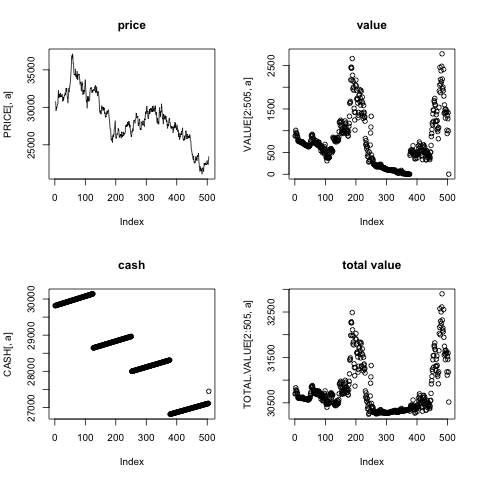 price
PRICE[, a]
25000 30000 35000
0 100 200 300 400 500
Index
value
VALUE[2:505, a]
0 500 1500 2500
0 100 200 300 400 500
Index
cash
CASH[, a]
27000 28000 29000 30000
0 100 200 300 400 500
Index
total value
TOTAL.VALUE[2:505, a]
30500 31500 32500
0 100 200 300 400 500
Index